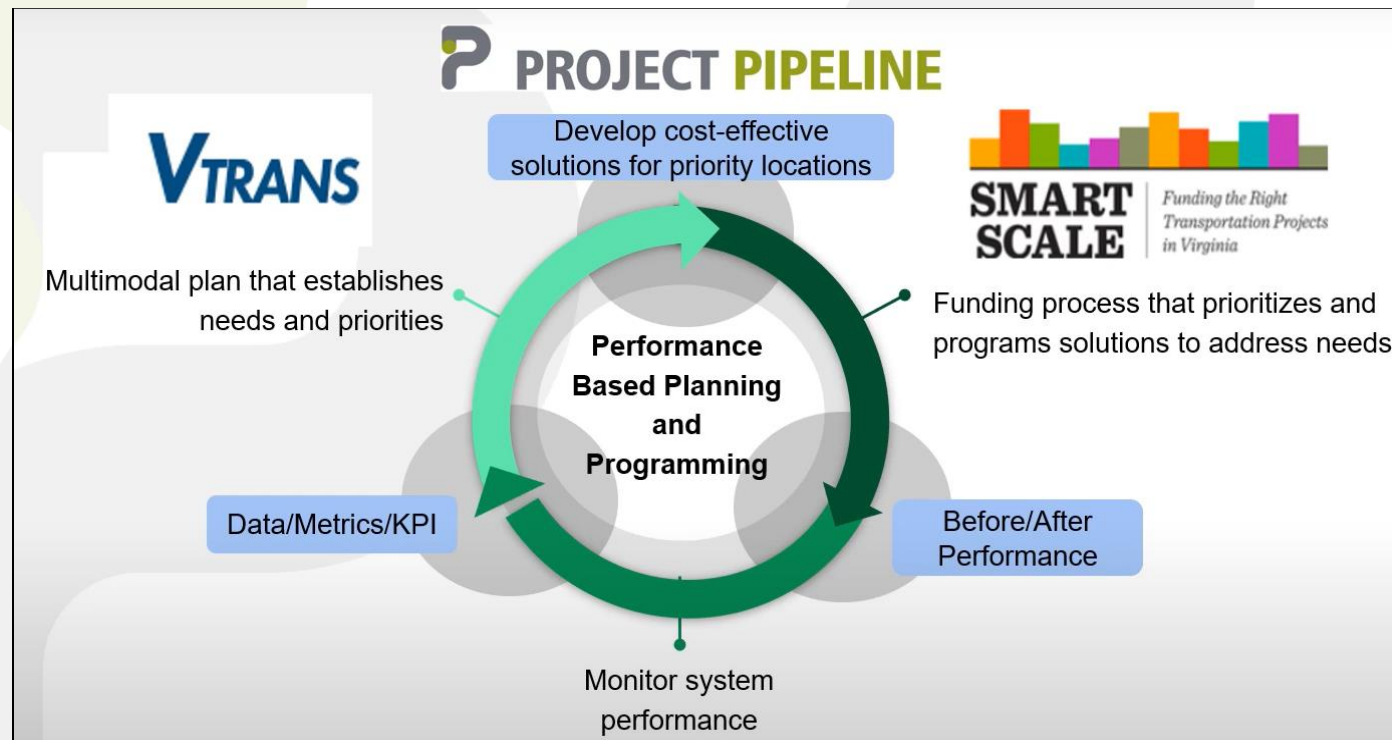 PROJECT PIPELINE
Develop cost-effective
solutions for priority locations
VTRANS
Multimodal plan that establishes
needs and priorities
SMART
SCALE
Funding the Right
Transportation Projects
in Virginia
Funding process that prioritizes and
programs solutions to address needs
Performance
Based Planning
and
Programming
Data/Metrics/KPI
Before/After
Performance
Monitor system
performance